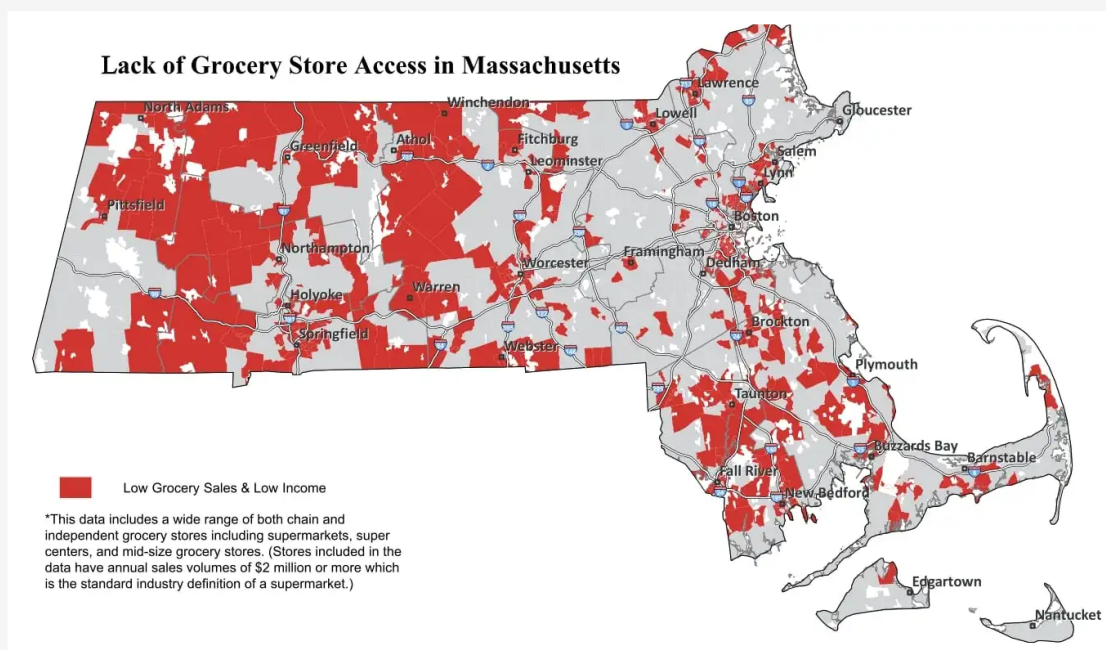 Lack of Grocery Store Access in Massachusetts
Lawrence
North Adams
Winchendon
Lowell
Gloucester
Greenfield
Athol
Fitchburg
Salem
Leominster
Lynn
Pittsfield
Boston
Northampton
Framingham
Worcester
Dedham
Warren
Holyoke
Brockton
Springfield
Webster
Plymouth
Taunton
Buzzards Bay
Barnstable
Fall River
New Bedford
Low Grocery Sales & Low Income
*This data includes a wide range of both chain and
independent grocery stores including supermarkets, super
centers, and mid-size grocery stores. (Stores included in the
data have annual sales volumes of $2 million or more which
is the standard industry definition of a supermarket.)
Edgartown
Nantucket